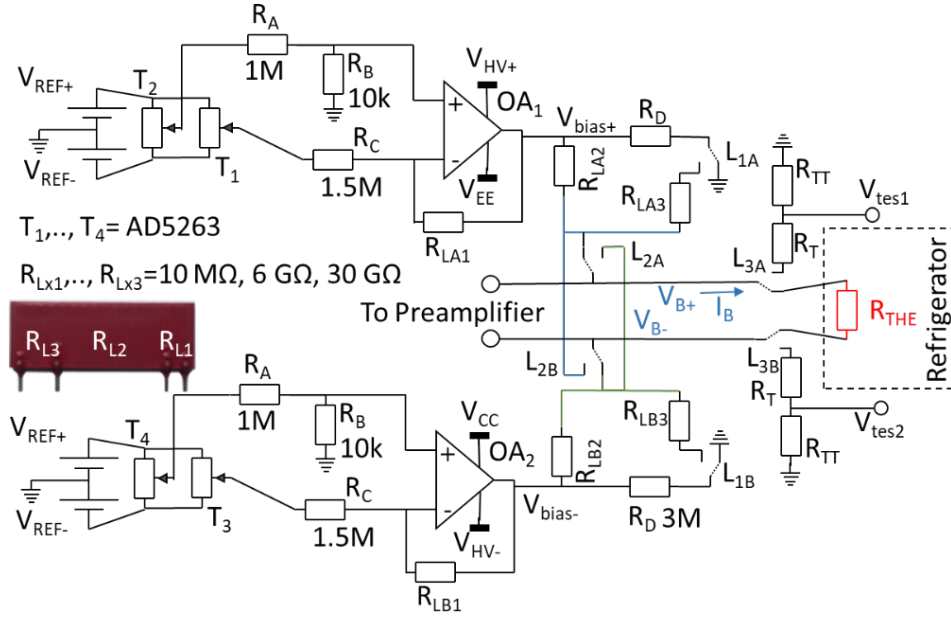 R_A
1M
R_B
10k
V_REF+
T_2
V_REF-
T_1
R_C
1.5M
V_HV+
OA_1
+
-
V_EE
R_LA1
V_bias+
R_D
R_LA2
L_1A
R_LA3
R_TT
V_tes1
R_T
L_3A
L_2A
T_1,.., T_4= AD5263
R_Lx1,.., R_Lx3=10 MΩ, 6 GΩ, 30 GΩ
To Preamplifier
V_B+
I_B
V_B-
R_THE
Refrigerator
R_L3
R_L2
R_L1
L_2B
L_3B
R_T
V_tes2
R_TT
R_A
1M
R_B
10k
V_REF+
T_4
V_REF-
T_3
R_C
1.5M
V_CC
OA_2
+
-
V_HV-
R_LB1
V_bias-
R_LB2
R_LB3
L_1B
R_D 3M